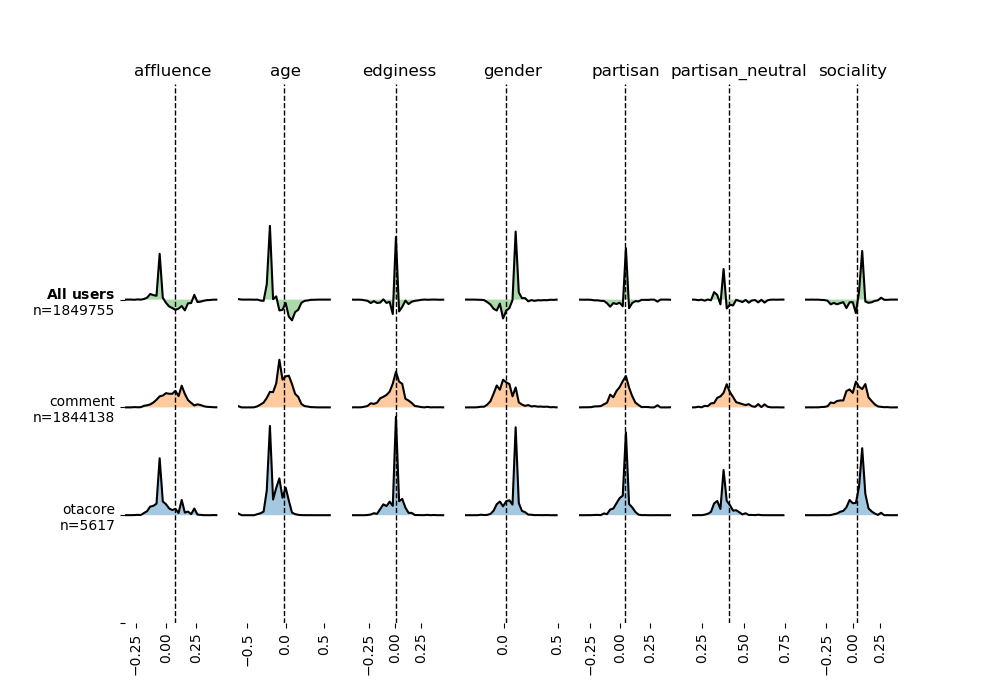 affluence age edginess gender partisan partisan_neutral sociality
All users
n=1849755
comment
n=1844138
otacore
n=5617
−0.25 0.00 0.25 −0.5 0.0 0.5 −0.25 0.00 0.25 0.0 0.5 −0.25 0.00 0.25 0.25 0.50 0.75 −0.25 0.00 0.25